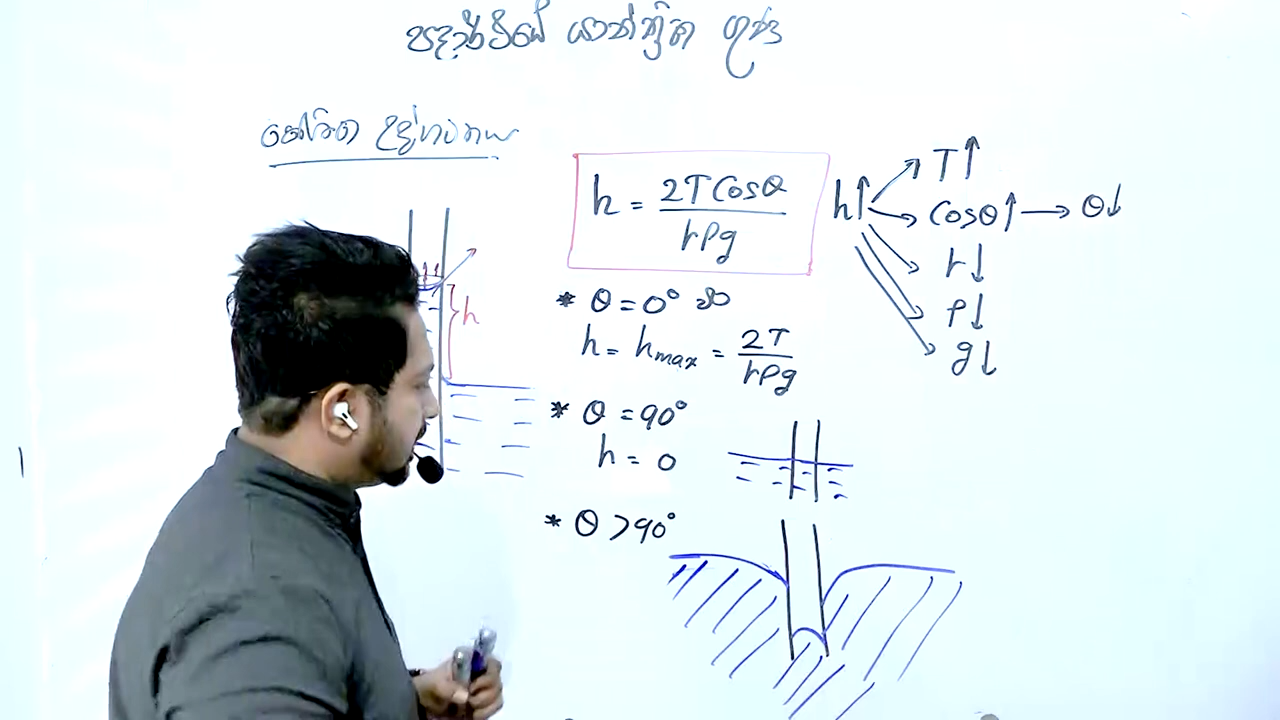 පදාර්ථයේ යාන්ත්‍රික ගුණ
කේශික උද්ගමනය
h = 2T Cosθ / rρg
h↑ → T↑
Cosθ↑ → θ↓
r↓
ρ↓
g↓
h
* θ = 0° නම්
h = hmax = 2T / rρg
* θ = 90°
h = 0
* θ > 90°